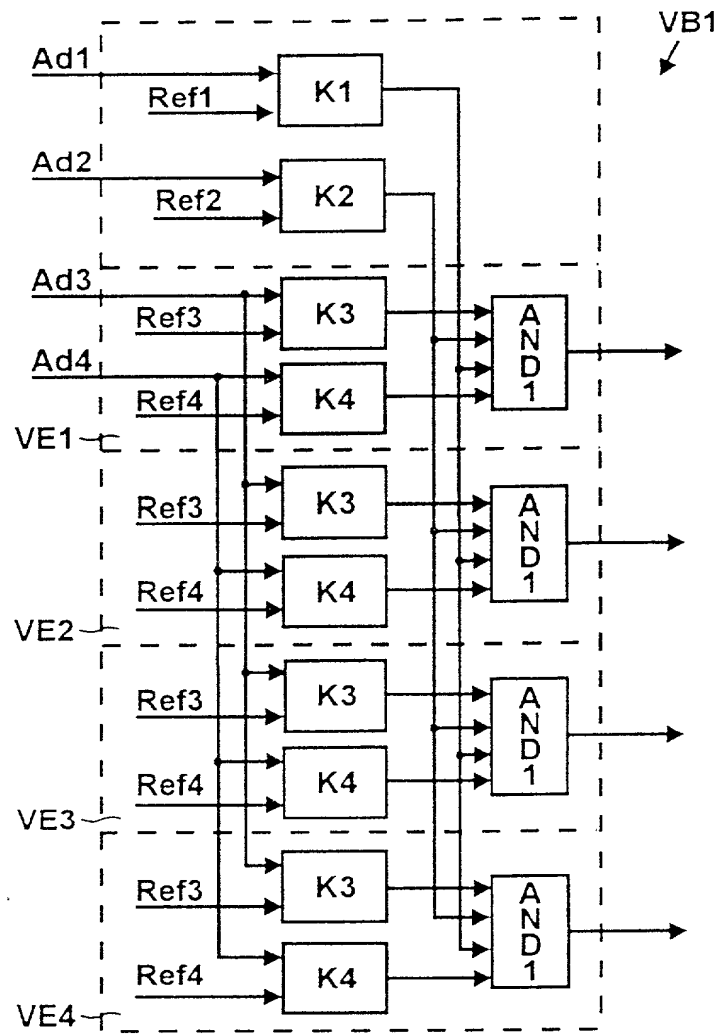 VB1
Ad1
Ref1
K1
Ad2
Ref2
K2
Ad3
Ref3
K3
Ad4
Ref4
K4
AND1
VE1
Ref3
K3
Ref4
K4
AND1
VE2
Ref3
K3
Ref4
K4
AND1
VE3
Ref3
K3
Ref4
K4
AND1
VE4